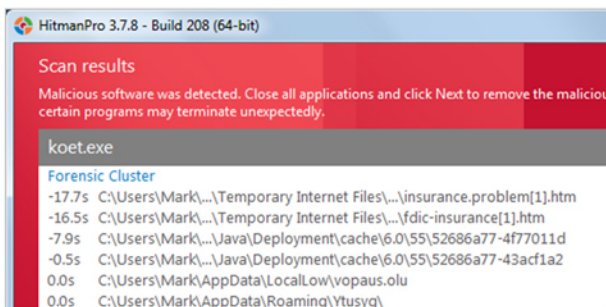 HitmanPro 3.7.8 - Build 208 (64-bit)
Scan results
Malicious software was detected. Close all applications and click Next to remove the
certain programs may terminate unexpectedly.
koet.exe
Forensic Cluster
-17.7s C:\Users\Mark\...\Temporary Internet Files\...\insurance.problem[1].htm
-16.5s C:\Users\Mark\...\Temporary Internet Files\...\fdic-insurance[1].htm
-7.9s C:\Users\Mark\...\Java\Deployment\cache\6.0\55\52686a77-4f77011d
-0.5s C:\Users\Mark\...\Java\Deployment\cache\6.0\55\52686a77-43acf1a2
0.0s C:\Users\Mark\AppData\LocalLow\vopaus.olu
0.0s C:\Users\Mark\AppData\Roaming\Ytusyq\